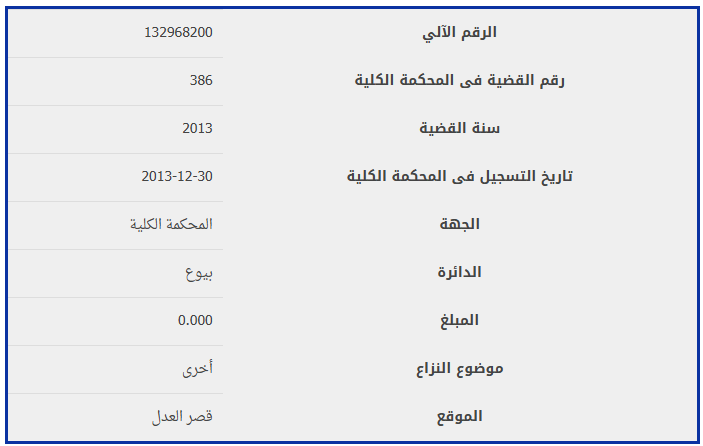 الرقم الآلي 132968200
رقم القضية فى المحكمة الكلية 386
سنة القضية 2013
تاريخ التسجيل فى المحكمة الكلية 2013-12-30
الجهة المحكمة الكلية
الدائرة بيوع
المبلغ 0.000
موضوع النزاع أخرى
الموقع قصر العدل